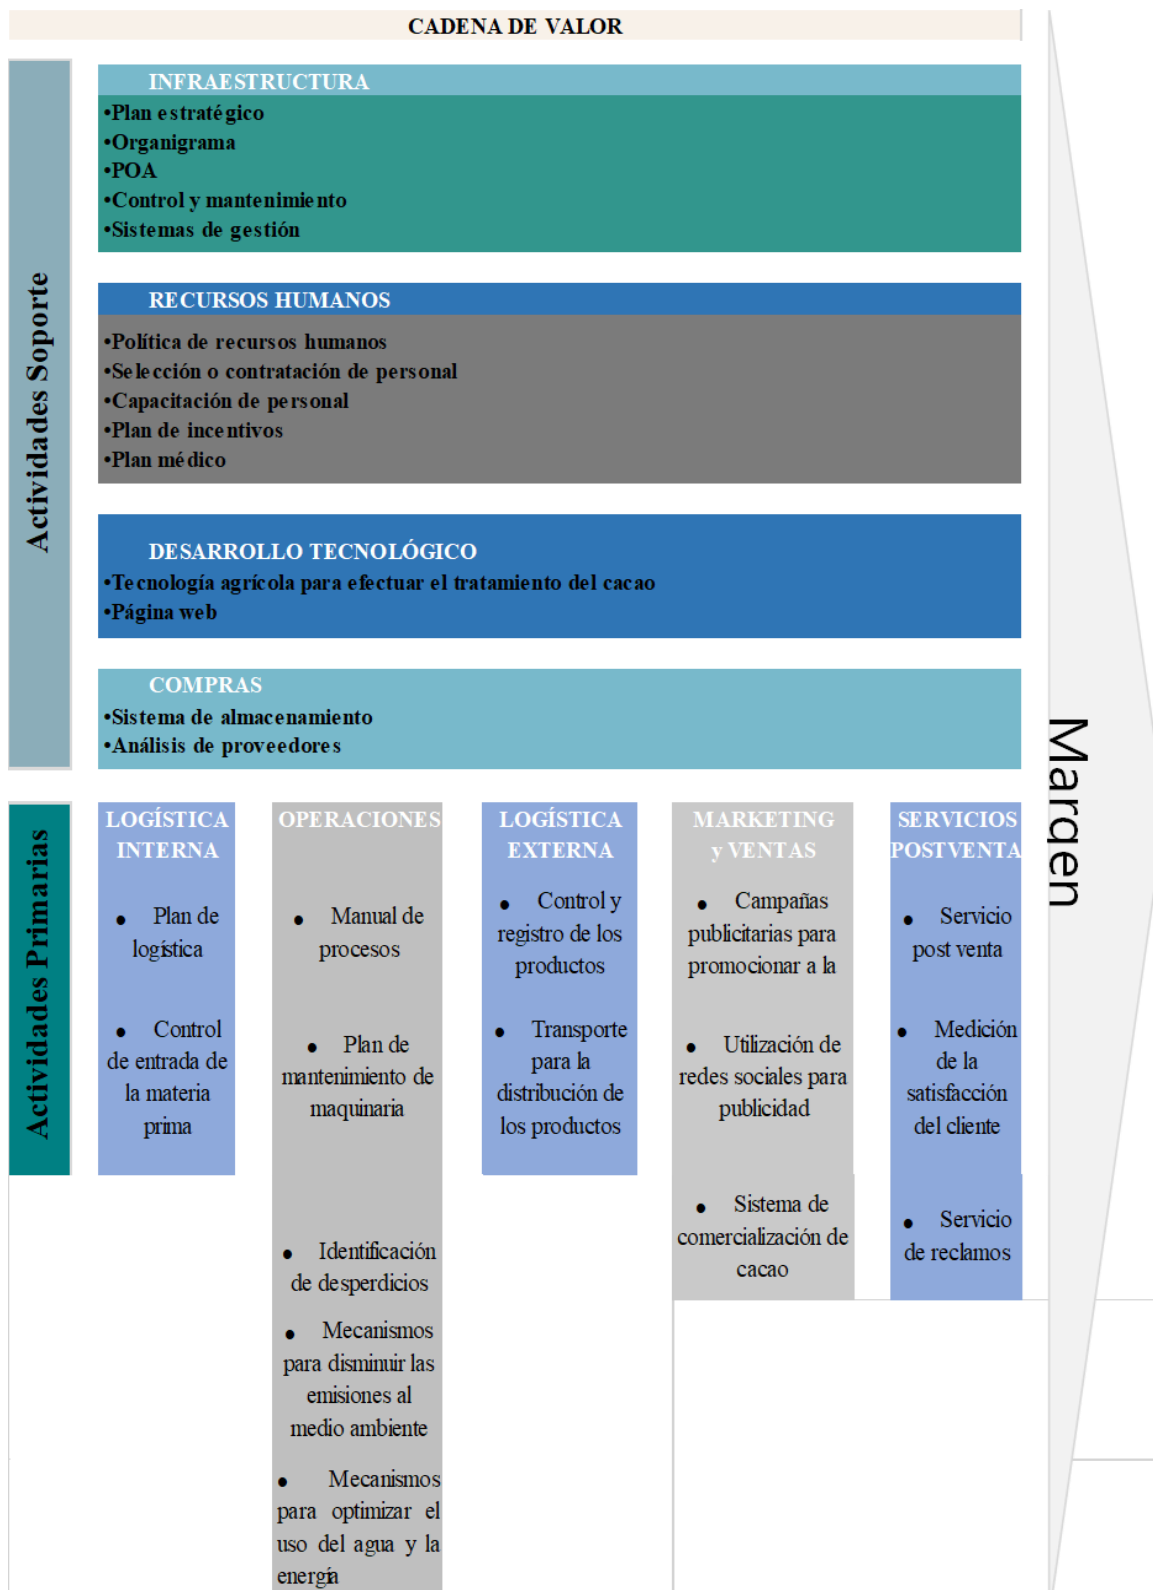 CADENA DE VALOR
Actividades Soporte
INFRAESTRUCTURA
•Plan estratégico
•Organigrama
•POA
•Control y mantenimiento
•Sistemas de gestión
RECURSOS HUMANOS
•Política de recursos humanos
•Selección o contratación de personal
•Capacitación de personal
•Plan de incentivos
•Plan médico
DESARROLLO TECNOLÓGICO
•Tecnología agrícola para efectuar el tratamiento del cacao
•Página web
COMPRAS
•Sistema de almacenamiento
•Análisis de proveedores
Margen
Actividades Primarias
LOGÍSTICA
INTERNA
• Plan de
logística
• Control
de entrada de
la materia
prima
OPERACIONES
• Manual de
procesos
• Plan de
mantenimiento de
maquinaria
• Identificación
de desperdicios
• Mecanismos
para disminuir las
emisiones al
medio ambiente
• Mecanismos
para optimizar el
uso del agua y la
energía
LOGÍSTICA
EXTERNA
• Control y
registro de los
productos
• Transporte
para la
distribución de
los productos
MARKETING
y VENTAS
• Campañas
publicitarias para
promocionar a la
• Utilización de
redes sociales para
publicidad
• Sistema de
comercialización de
cacao
SERVICIOS
POSTVENTA
• Servicio
post venta
• Medición
de la
satisfacción
del cliente
• Servicio
de reclamos